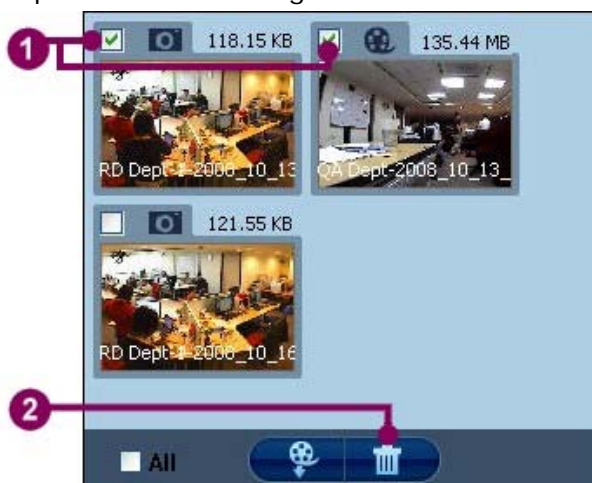 1 118.15 KB 135.44 MB
RD Dept-1-2008_10_13 QA Dept-2008_10_13_
121.55 KB
RD Dept-1-2008_10_16
2
All